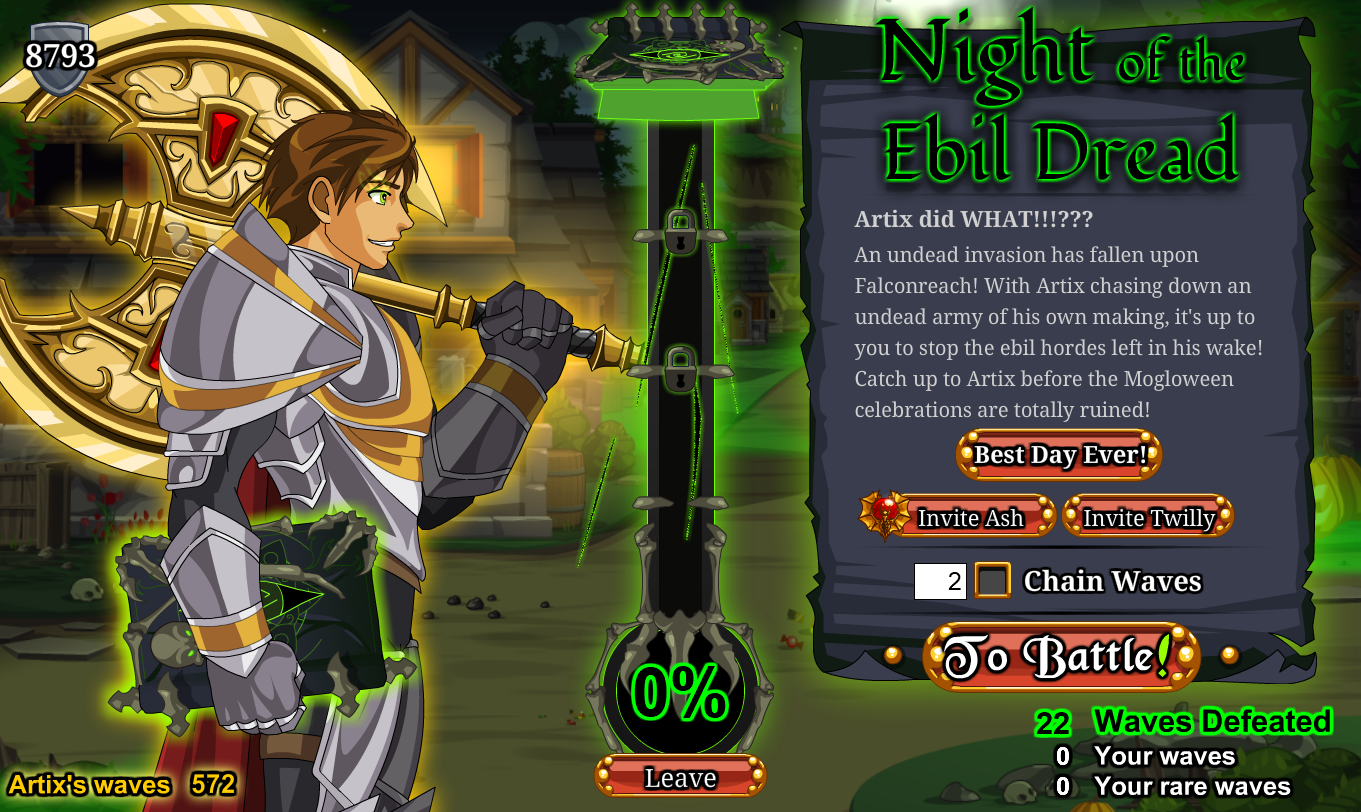 8793
Night of the
Ebil Dread
Artix did WHAT!!!???
An undead invasion has fallen upon
Falconreach! With Artix chasing down an
undead army of his own making, it's up to
you to stop the ebil hordes left in his wake!
Catch up to Artix before the Mogloween
celebrations are totally ruined!
Best Day Ever!
Invite Ash
Invite Twilly
2 Chain Waves
To Battle!
0%
Leave
22 Waves Defeated
0 Your waves
0 Your rare waves
Artix's waves 572